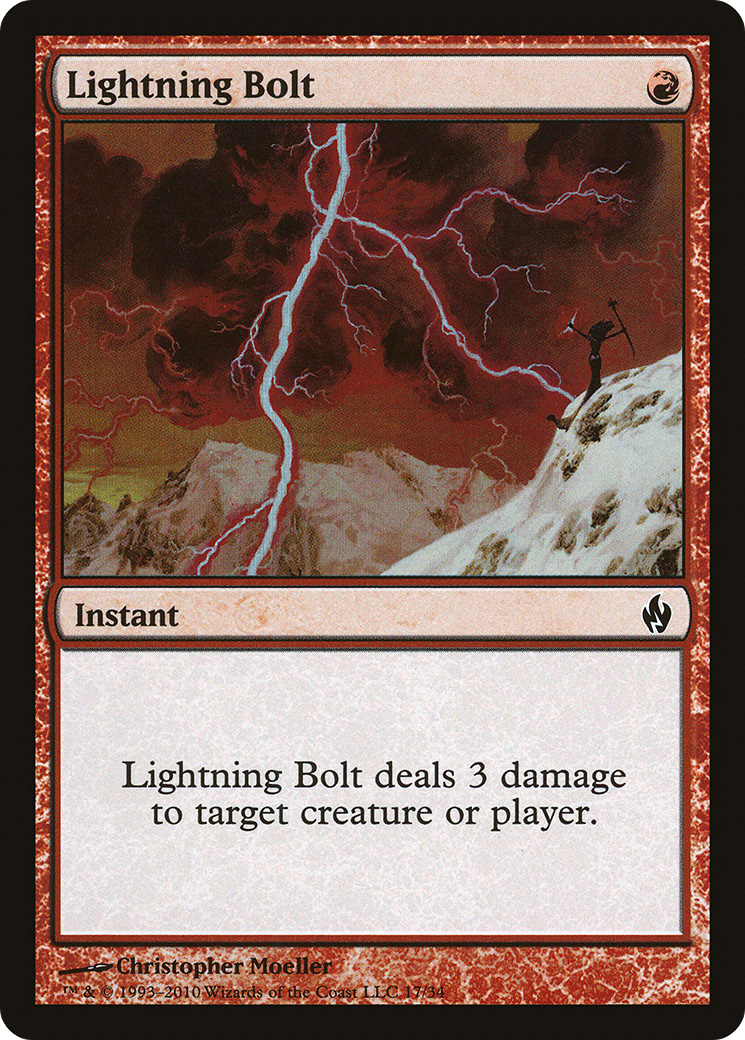 Lightning Bolt
Instant
Lightning Bolt deals 3 damage
to target creature or player.
Christopher Moeller
™ & © 1993–2010 Wizards of the Coast LLC 17/34